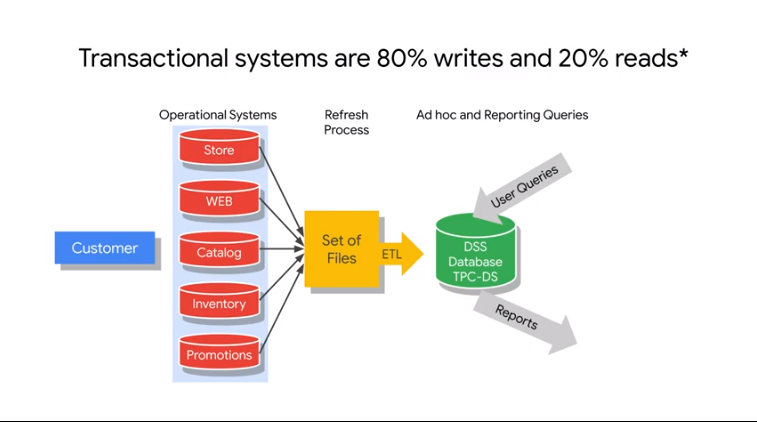 Transactional systems are 80% writes and 20% reads*
Operational Systems
Refresh
Process
Ad hoc and Reporting Queries
Store
WEB
Catalog
Inventory
Promotions
Customer
Set of
Files
ETL
User Queries
DSS
Database
TPC-DS
Reports